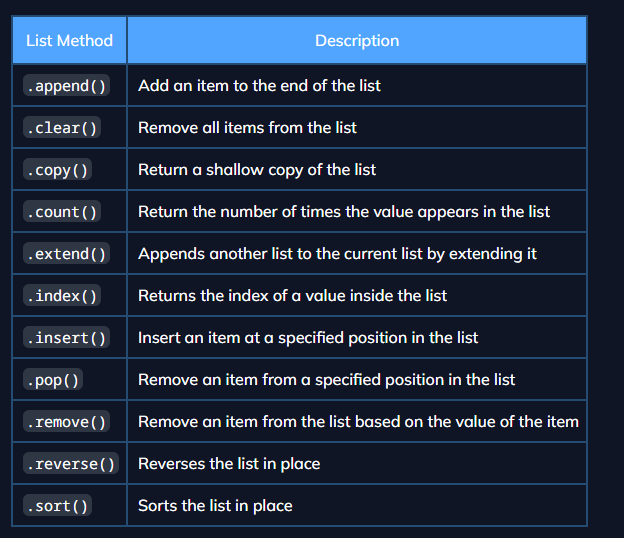 List Method Description
.append() Add an item to the end of the list
.clear() Remove all items from the list
.copy() Return a shallow copy of the list
.count() Return the number of times the value appears in the list
.extend() Appends another list to the current list by extending it
.index() Returns the index of a value inside the list
.insert() Insert an item at a specified position in the list
.pop() Remove an item from a specified position in the list
.remove() Remove an item from the list based on the value of the item
.reverse() Reverses the list in place
.sort() Sorts the list in place